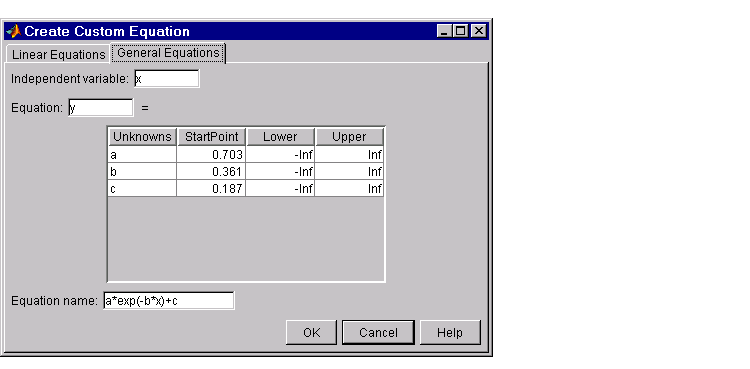 Create Custom Equation
Linear Equations General Equations
Independent variable: x
Equation: y =
Unknowns StartPoint Lower Upper
a 0.703 -Inf Inf
b 0.361 -Inf Inf
c 0.187 -Inf Inf
Equation name: a*exp(-b*x)+c
OK Cancel Help